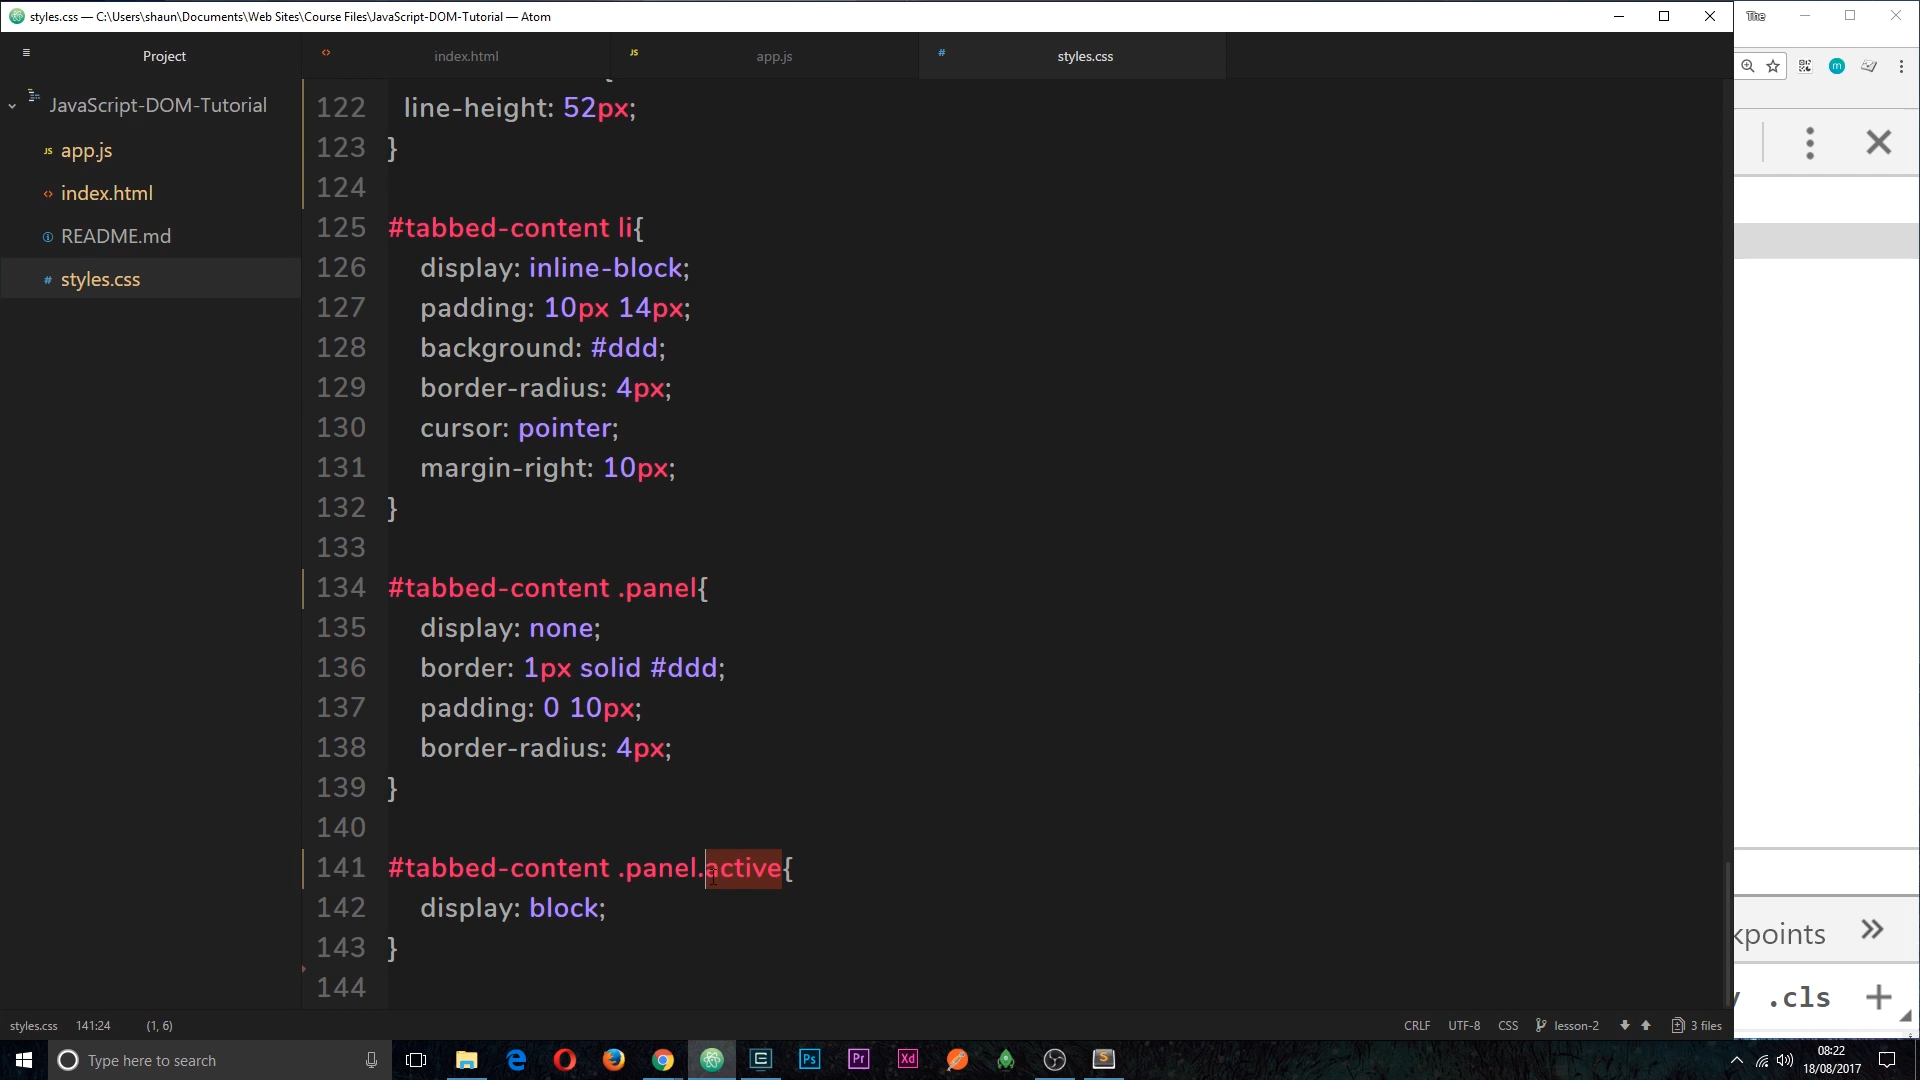 styles.css — C:\Users\shaun\Documents\Web Sites\Course Files\JavaScript-DOM-Tutorial — Atom
The
Project
index.html
JS app.js
# styles.css
m
JavaScript-DOM-Tutorial
JS app.js
<> index.html
README.md
# styles.css
122 line-height: 52px;
123 }
124
125 #tabbed-content li{
126 display: inline-block;
127 padding: 10px 14px;
128 background: #ddd;
129 border-radius: 4px;
130 cursor: pointer;
131 margin-right: 10px;
132 }
133
134 #tabbed-content .panel{
135 display: none;
136 border: 1px solid #ddd;
137 padding: 0 10px;
138 border-radius: 4px;
139 }
140
141 #tabbed-content .panel.active{
142 display: block;
143 }
144
kpoints »
.cls +
styles.css 141:24 (1, 6)
CRLF UTF-8 CSS lesson-2 3 files
Type here to search
Ps Pr Xd S
08:22
18/08/2017